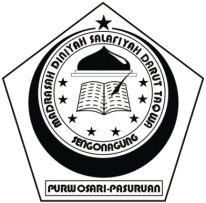 MADRASAH DINIYAH SALAFIYAH DARUT TAQWA
SENGONAGUNG
PURWOSARI-PASURUAN